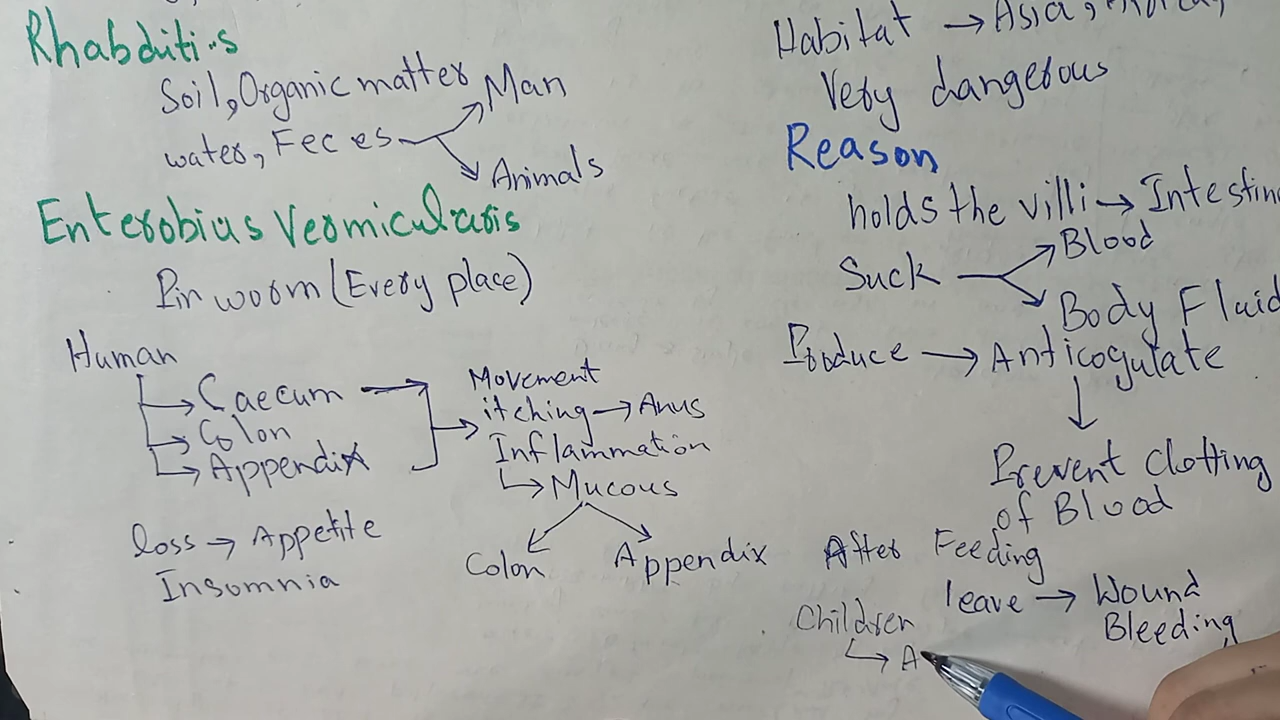 Rhabditis
Soil, Organic matter
water, Feces → Man
→ Animals
Enterobius Vermicularis
Pin worm (Every place)
Human
→ Caecum →
→ Colon
→ Appendix
→ Movement
itching → Anus
Inflammation
→ Mucous
Colon
Appendix
loss → Appetite
Insomnia
Habitat → Asia,
Very dangerous
Reason
holds the villi → Intestin
Suck → Blood
→ Body Fluid
Produce → Anticogulate
↓
Prevent Clotting
of Blood
After Feeding
leave → Wound
Bleeding
Children
→ A